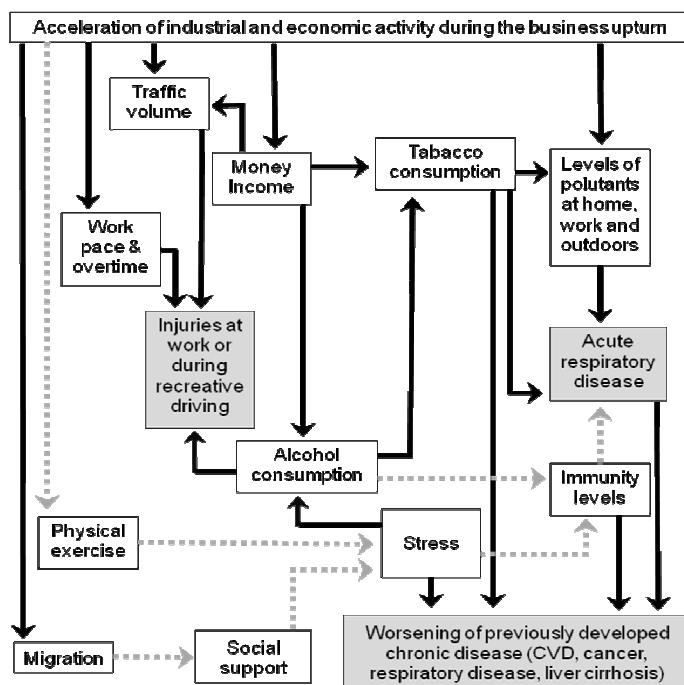 Acceleration of industrial and economic activity during the business upturn
Traffic
volume
Money
Income
Tabacco
consumption
Levels of
polutants
at home,
work and
outdoors
Work
pace &
overtime
Injuries at
work or
during
recreative
driving
Acute
respiratory
disease
Alcohol
consumption
Immunity
levels
Physical
exercise
Stress
Migration
Social
support
Worsening of previously developed
chronic disease (CVD, cancer,
respiratory disease, liver cirrhosis)